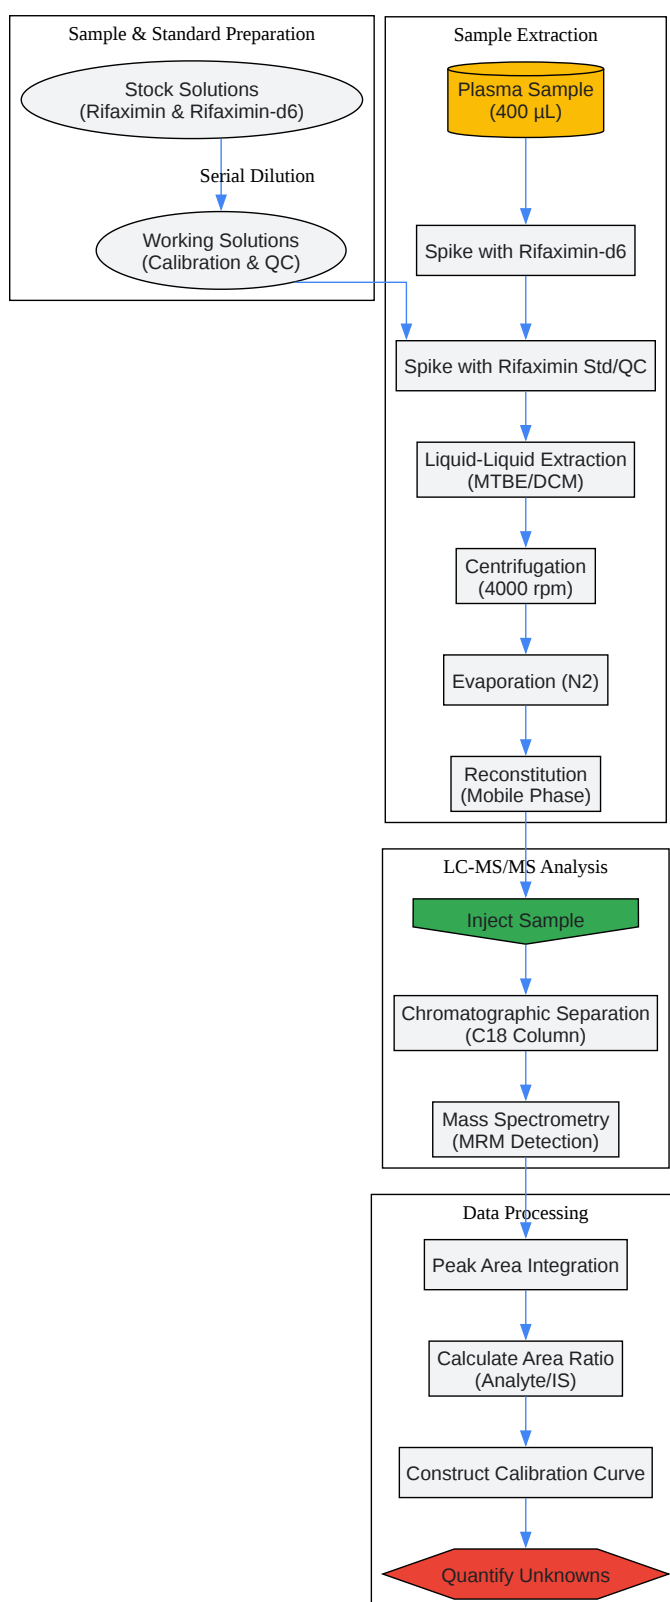 Sample & Standard Preparation
Stock Solutions
(Rifaximin & Rifaximin-d6)
Serial Dilution
Working Solutions
(Calibration & QC)
Sample Extraction
Plasma Sample
(400 µL)
Spike with Rifaximin-d6
Spike with Rifaximin Std/QC
Liquid-Liquid Extraction
(MTBE/DCM)
Centrifugation
(4000 rpm)
Evaporation (N2)
Reconstitution
(Mobile Phase)
LC-MS/MS Analysis
Inject Sample
Chromatographic Separation
(C18 Column)
Mass Spectrometry
(MRM Detection)
Data Processing
Peak Area Integration
Calculate Area Ratio
(Analyte/IS)
Construct Calibration Curve
Quantify Unknowns